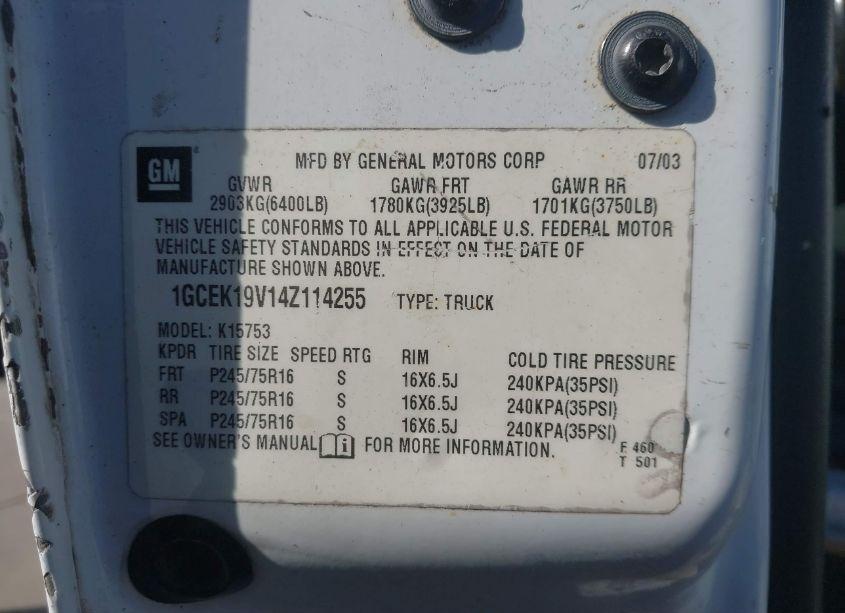 GM MFD BY GENERAL MOTORS CORP 07/03
GVWR GAWR FRT GAWR RR
2903KG(6400LB) 1780KG(3925LB) 1701KG(3750LB)
THIS VEHICLE CONFORMS TO ALL APPLICABLE U.S. FEDERAL MOTOR
VEHICLE SAFETY STANDARDS IN EFFECT ON THE DATE OF
MANUFACTURE SHOWN ABOVE.
1GCEK19V14Z114255 TYPE: TRUCK
MODEL: K15753
KPDR TIRE SIZE SPEED RTG RIM COLD TIRE PRESSURE
FRT P245/75R16 S 16X6.5J 240KPA(35PSI)
RR P245/75R16 S 16X6.5J 240KPA(35PSI)
SPA P245/75R16 S 16X6.5J 240KPA(35PSI)
SEE OWNER'S MANUAL FOR MORE INFORMATION.
F 460
T 501